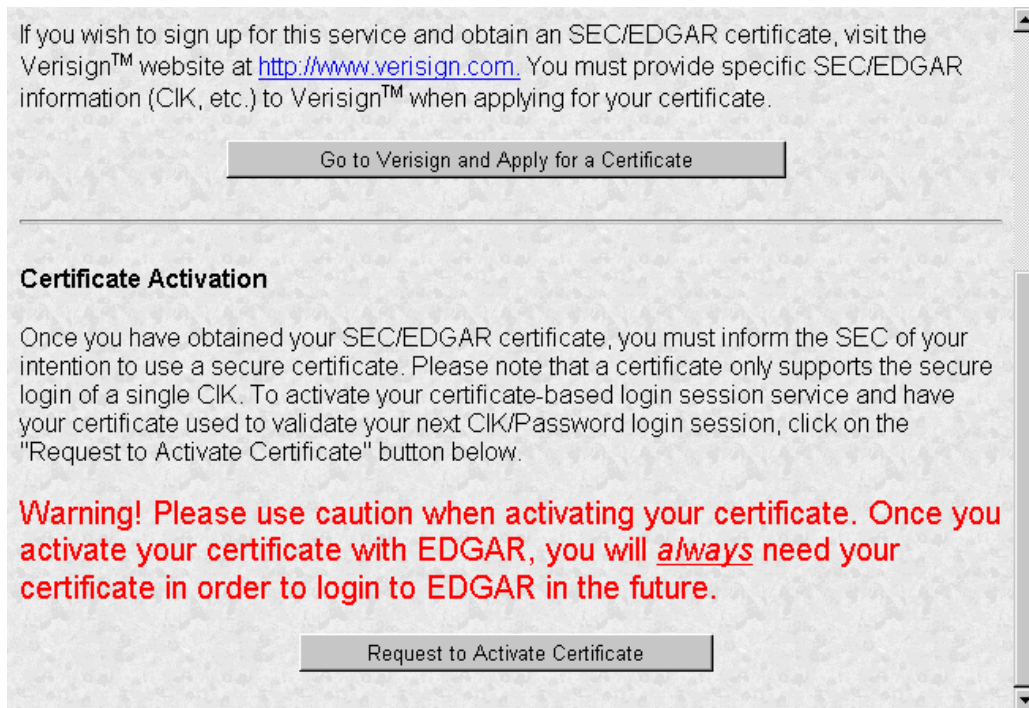 If you wish to sign up for this service and obtain an SEC/EDGAR certificate, visit the
Verisign™ website at http://www.verisign.com. You must provide specific SEC/EDGAR
information (CIK, etc.) to Verisign™ when applying for your certificate.
Go to Verisign and Apply for a Certificate
Certificate Activation
Once you have obtained your SEC/EDGAR certificate, you must inform the SEC of your
intention to use a secure certificate. Please note that a certificate only supports the secure
login of a single CIK. To activate your certificate-based login session service and have
your certificate used to validate your next CIK/Password login session, click on the
"Request to Activate Certificate" button below.
Warning! Please use caution when activating your certificate. Once you
activate your certificate with EDGAR, you will always need your
certificate in order to login to EDGAR in the future.
Request to Activate Certificate